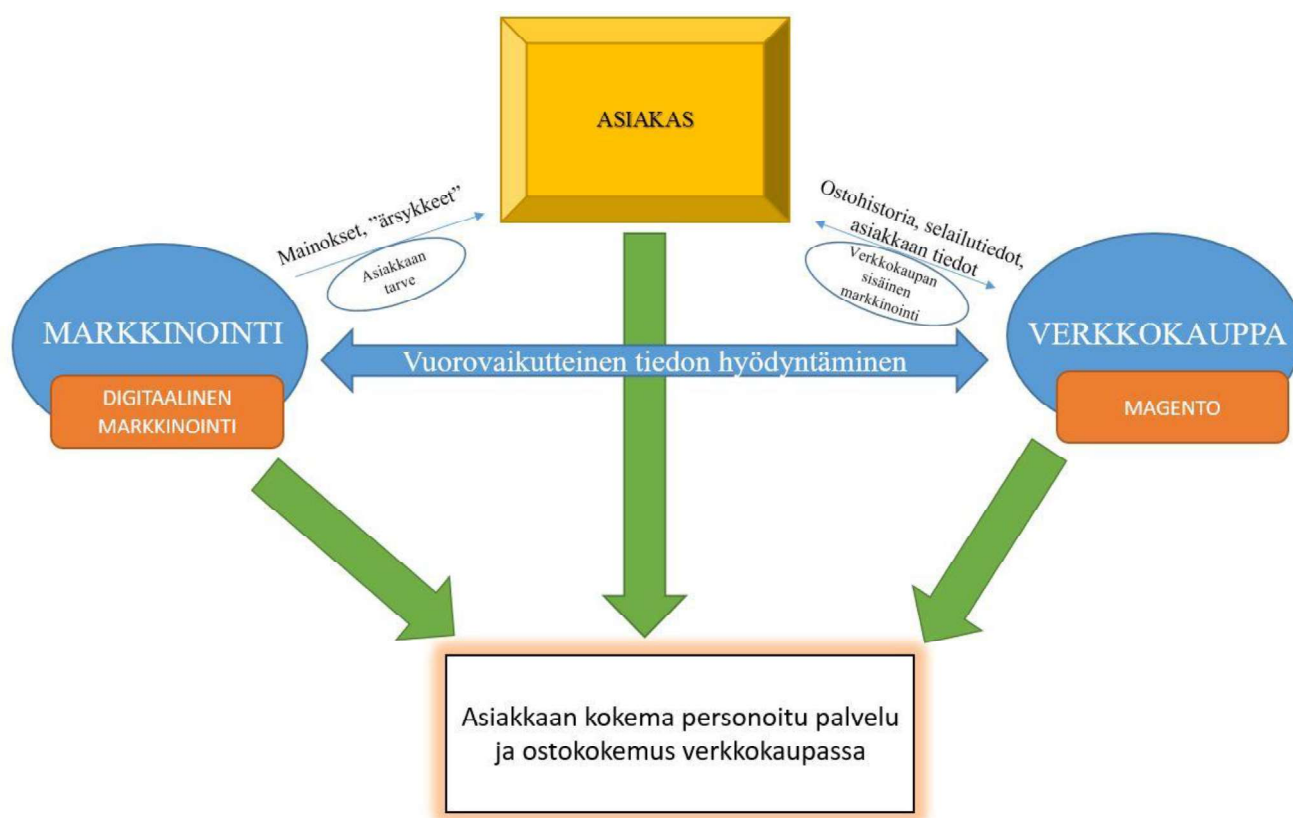 ASIAKAS
Mainokset, ”ärsykkeet”
Asiakkaan
tarve
Ostohistoria, selailutiedot,
asiakkaan tiedot
Verkkokaupan
sisäinen
markkinointi
MARKKINOINTI
DIGITAALINEN
MARKKINOINTI
Vuorovaikutteinen tiedon hyödyntäminen
VERKKOKAUPPA
MAGENTO
Asiakkaan kokema personoitu palvelu
ja ostokokemus verkkokaupassa